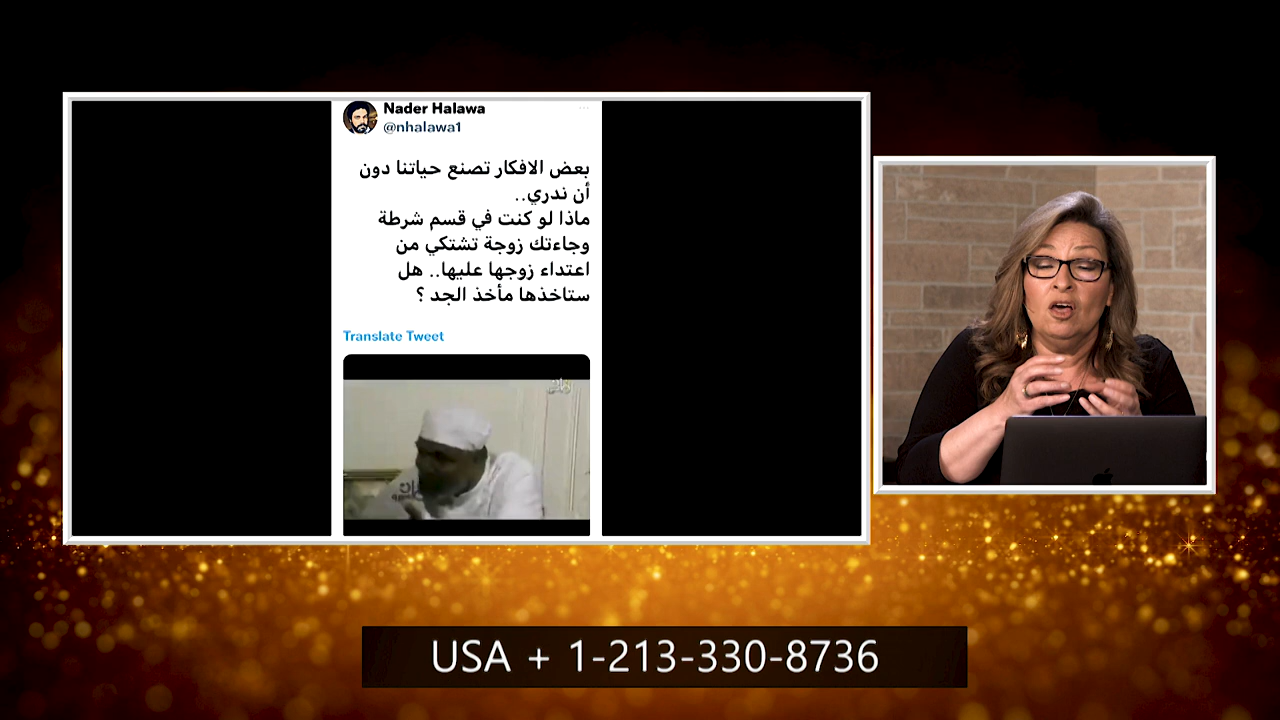 Nader Halawa
@nhalawa1
بعض الافكار تصنع حياتنا دون
أن ندري..
ماذا لو كنت في قسم شرطة
وجاءتك زوجة تشتكي من
اعتداء زوجها عليها.. هل
ستاخذها مأخذ الجد ؟
Translate Tweet
USA + 1-213-330-8736